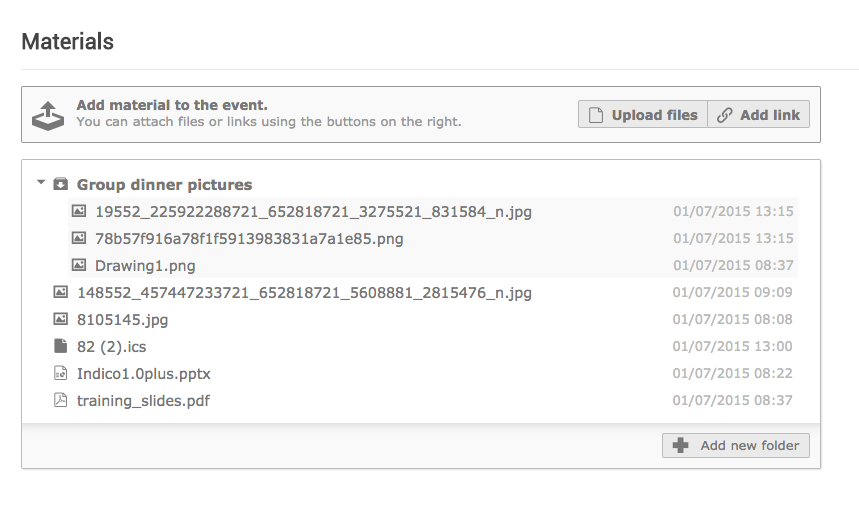 Materials
Add material to the event.
You can attach files or links using the buttons on the right.
Upload files
Add link
Group dinner pictures
19552_225922288721_652818721_3275521_831584_n.jpg 01/07/2015 13:15
78b57f916a78f1f5913983831a7a1e85.png 01/07/2015 13:15
Drawing1.png 01/07/2015 08:37
148552_457447233721_652818721_5608881_2815476_n.jpg 01/07/2015 09:09
8105145.jpg 01/07/2015 08:08
82 (2).ics 01/07/2015 13:00
Indico1.0plus.pptx 01/07/2015 08:22
training_slides.pdf 01/07/2015 08:37
Add new folder